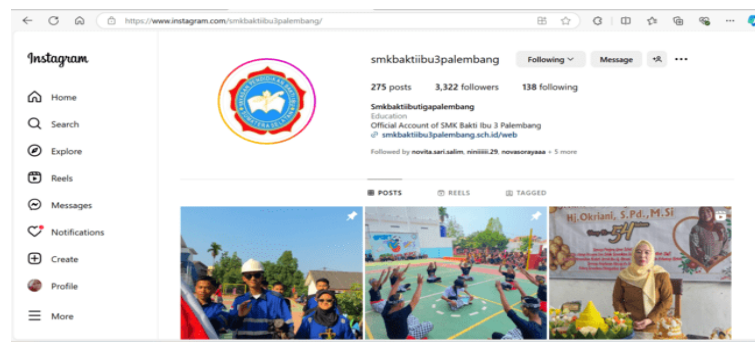 https://www.instagram.com/smkbaktiibu3palembang/
Instagram
Home
Search
Explore
Reels
Messages
Notifications
Create
Profile
More
smkbaktiibu3palembang Following Message
275 posts 3,322 followers 138 following
Smkbaktiibutigapalembang
Education
Official Account of SMK Bakti Ibu 3 Palembang
smkbaktiibu3palembang.sch.id/web
Followed by novita.sari.salim, niniiiii.29, novasorayaaa + 5 more
POSTS REELS TAGGED
Hj.Okriani, S.Pd.,M.Si
54